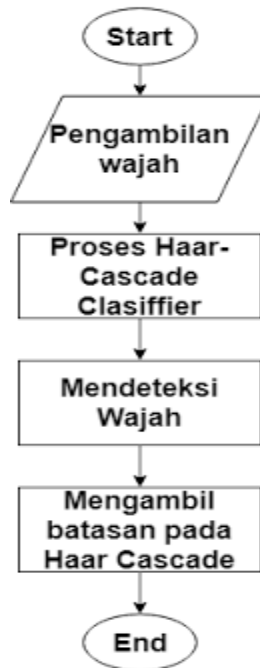 Start
Pengambilan
wajah
Proses Haar-
Cascade
Clasiffier
Mendeteksi
Wajah
Mengambil
batasan pada
Haar Cascade
End